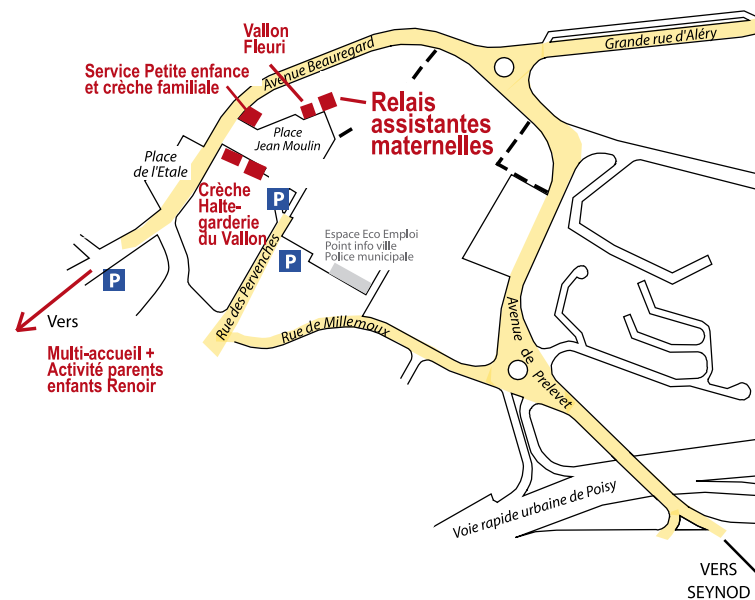 Vallon
Fleuri
Avenue Beauregard
Grande rue d'Aléry
Service Petite enfance
et crèche familiale
Relais
assistantes
maternelles
Place
Jean Moulin
Place
de l'Etale
Crèche
Halte-
garderie
du Vallon
P
P
P
Espace Eco Emploi
Point info ville
Police municipale
Rue des Pervenches
Rue de Millemoux
Avenue de Prelevet
Vers
Multi-accueil +
Activité parents
enfants Renoir
Voie rapide urbaine de Poisy
VERS
SEYNOD